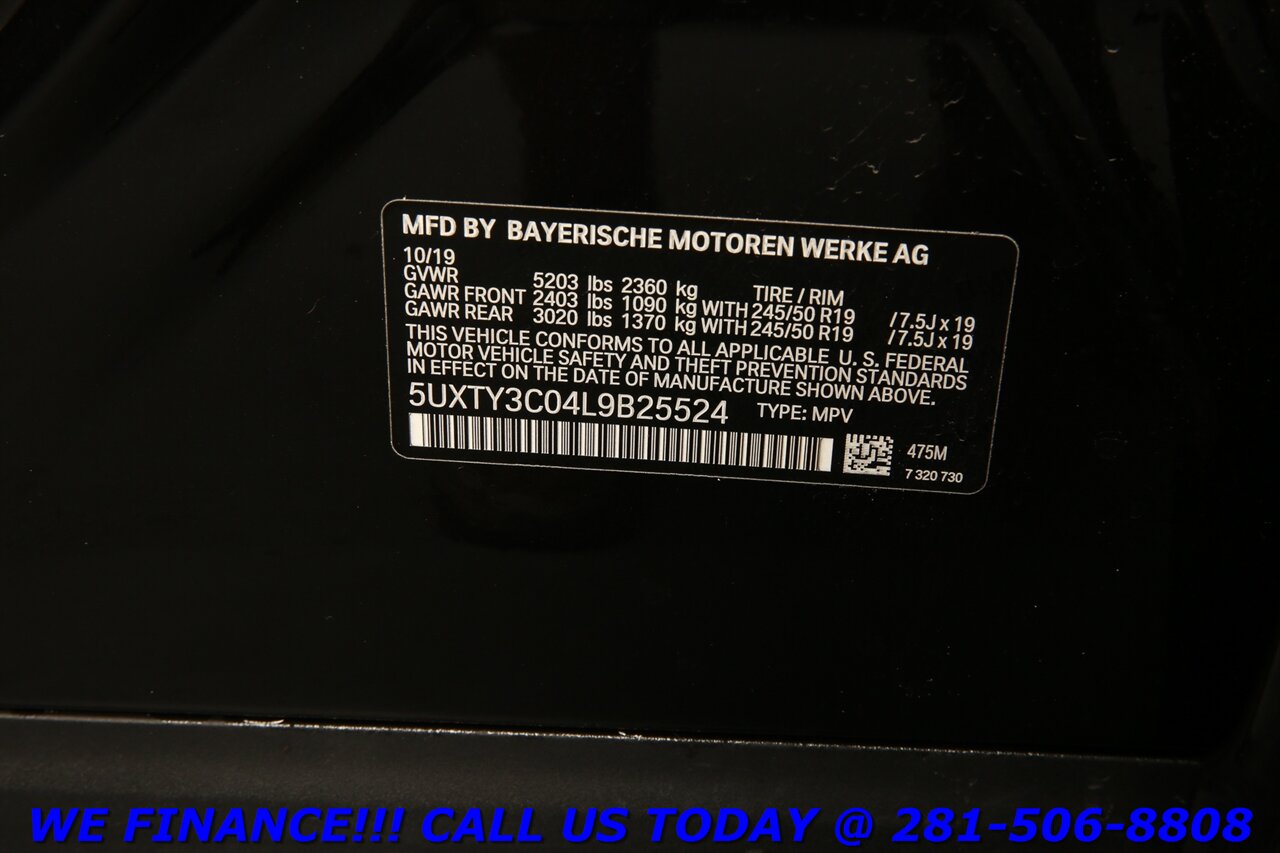 MFD BY BAYERISCHE MOTOREN WERKE AG
10/19
GVWR 5203 lbs 2360 kg TIRE / RIM
GAWR FRONT 2403 lbs 1090 kg WITH 245/50 R19 /7.5J x 19
GAWR REAR 3020 lbs 1370 kg WITH 245/50 R19 /7.5J x 19
THIS VEHICLE CONFORMS TO ALL APPLICABLE U. S. FEDERAL
MOTOR VEHICLE SAFETY AND THEFT PREVENTION STANDARDS
IN EFFECT ON THE DATE OF MANUFACTURE SHOWN ABOVE.
5UXTY3C04L9B25524 TYPE: MPV
475M
7 320 730
WE FINANCE!!! CALL US TODAY @ 281-506-8808